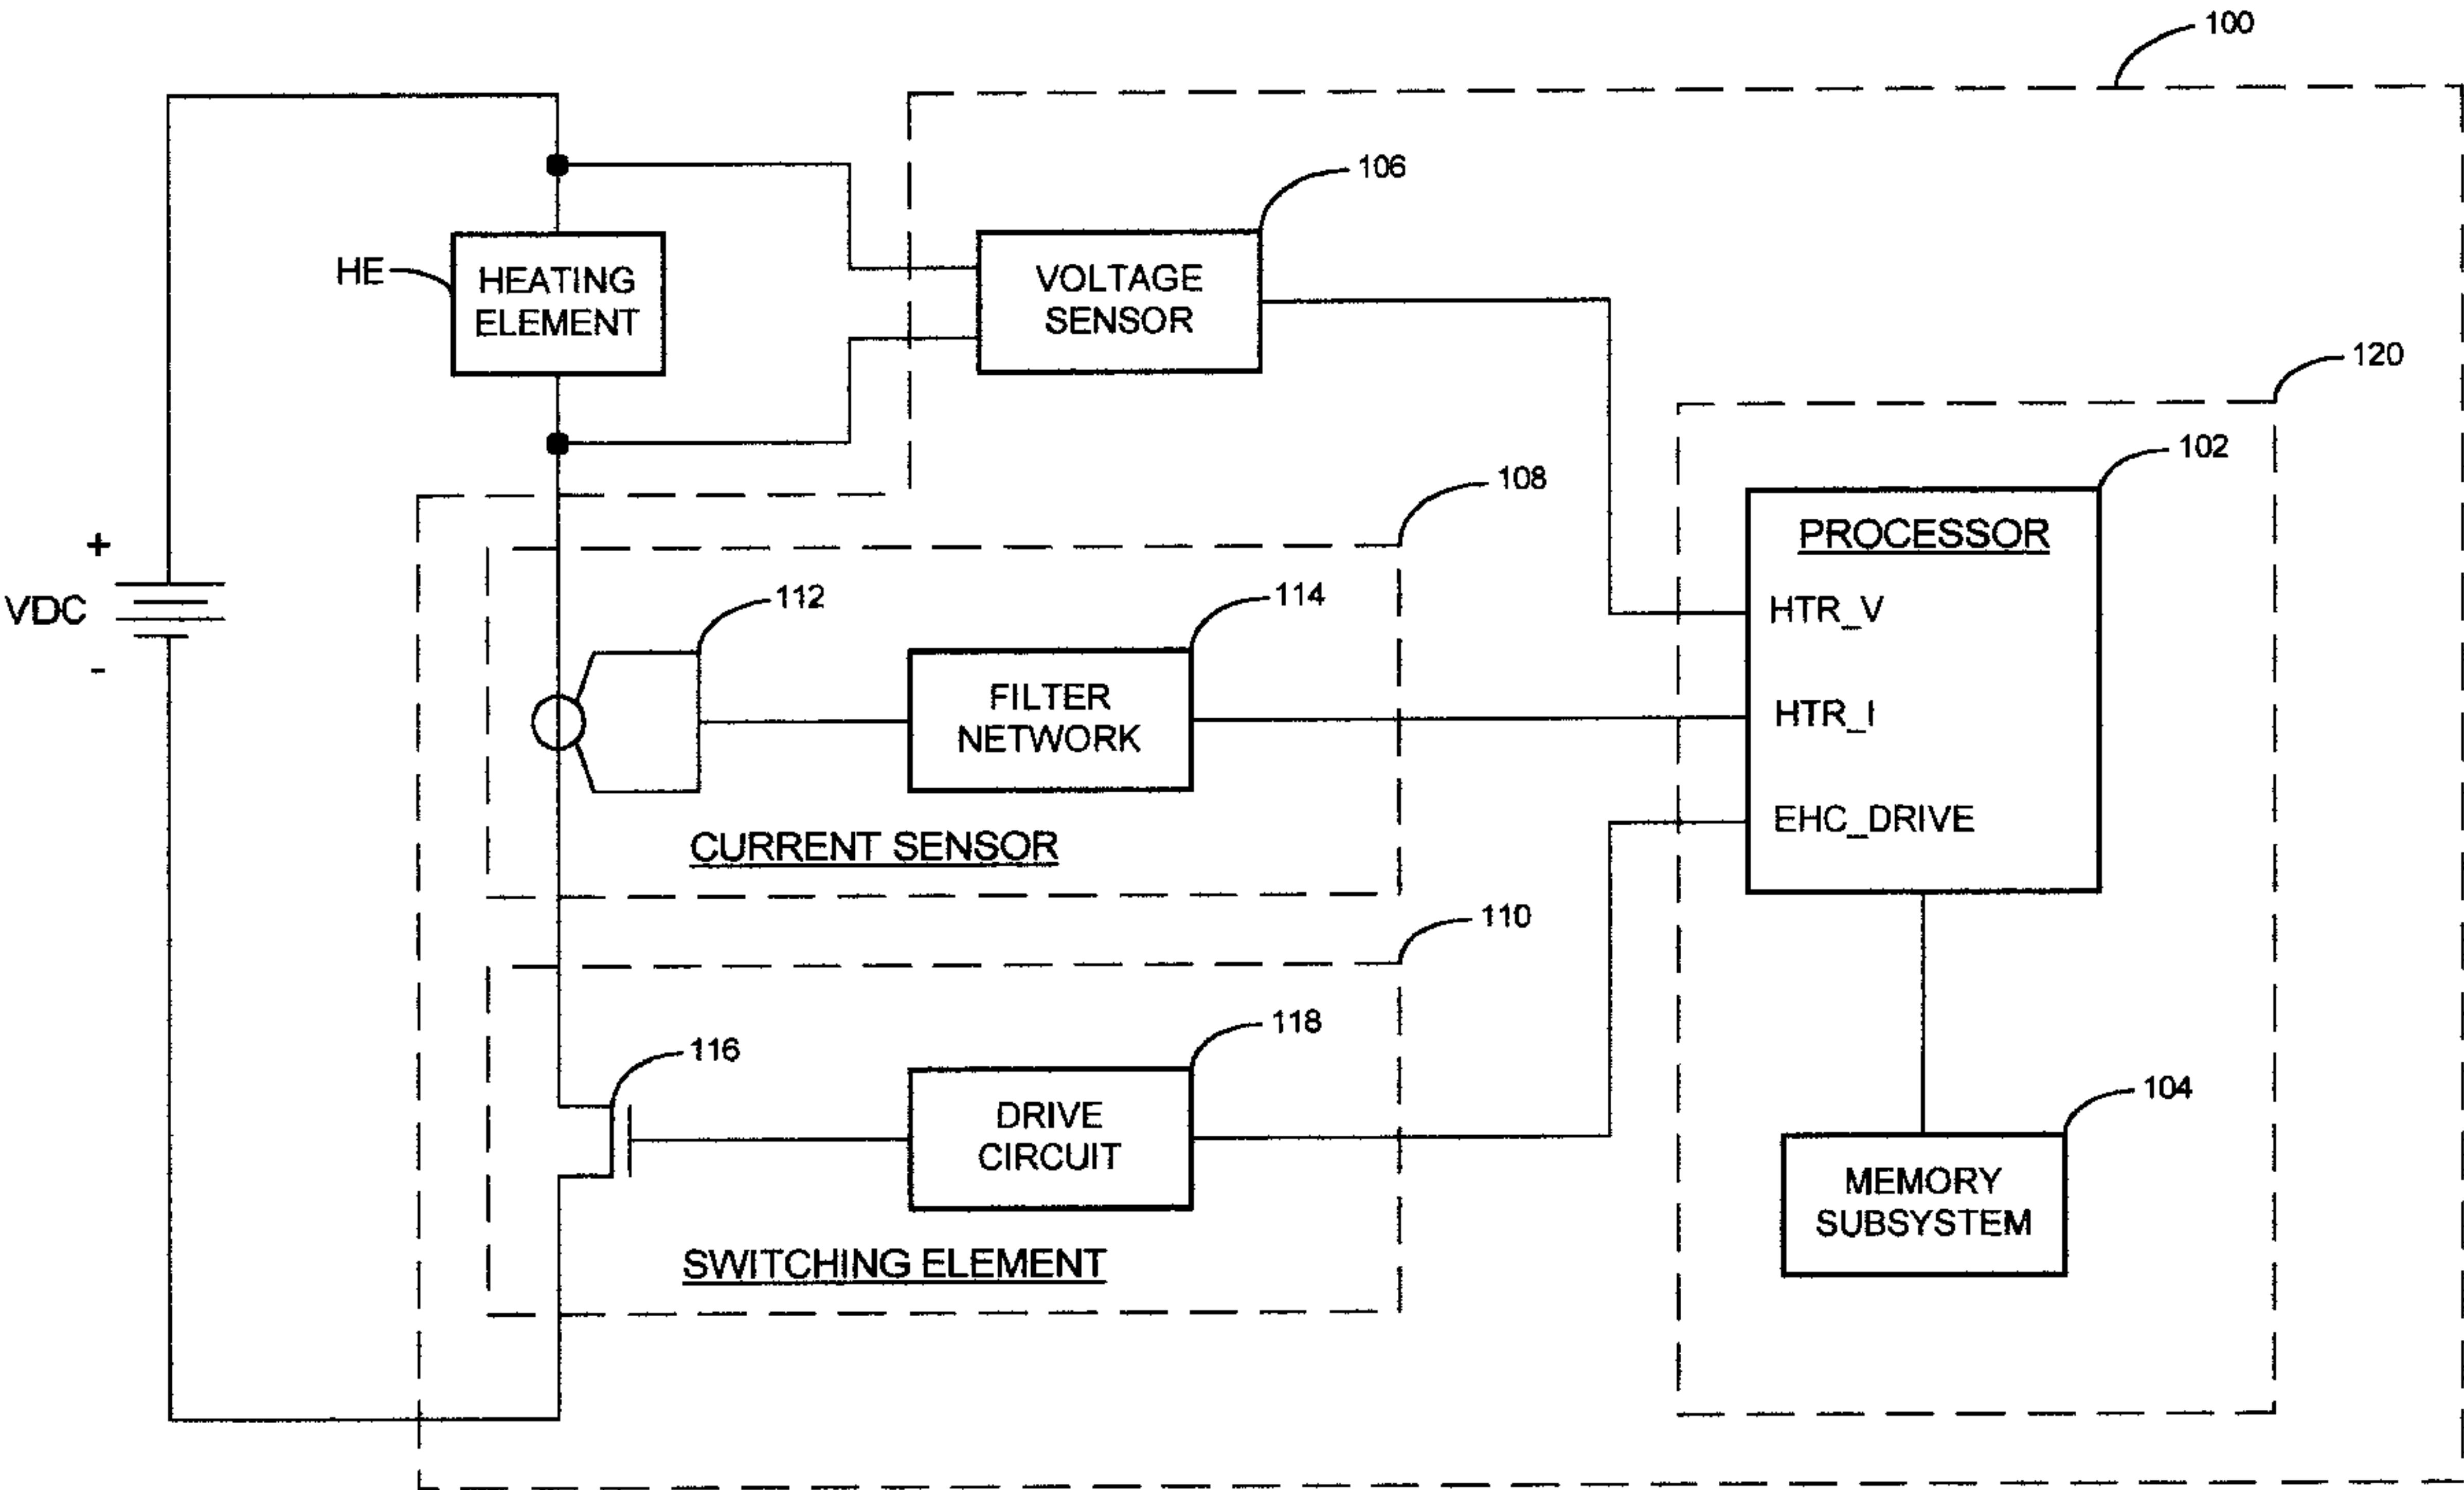 100
106
HE
HEATING
ELEMENT
VOLTAGE
SENSOR
120
102
108
PROCESSOR
+
VDC
-
112
114
HTR_V
FILTER
NETWORK
HTR_I
EHC_DRIVE
CURRENT SENSOR
110
116
118
DRIVE
CIRCUIT
104
MEMORY
SUBSYSTEM
SWITCHING ELEMENT